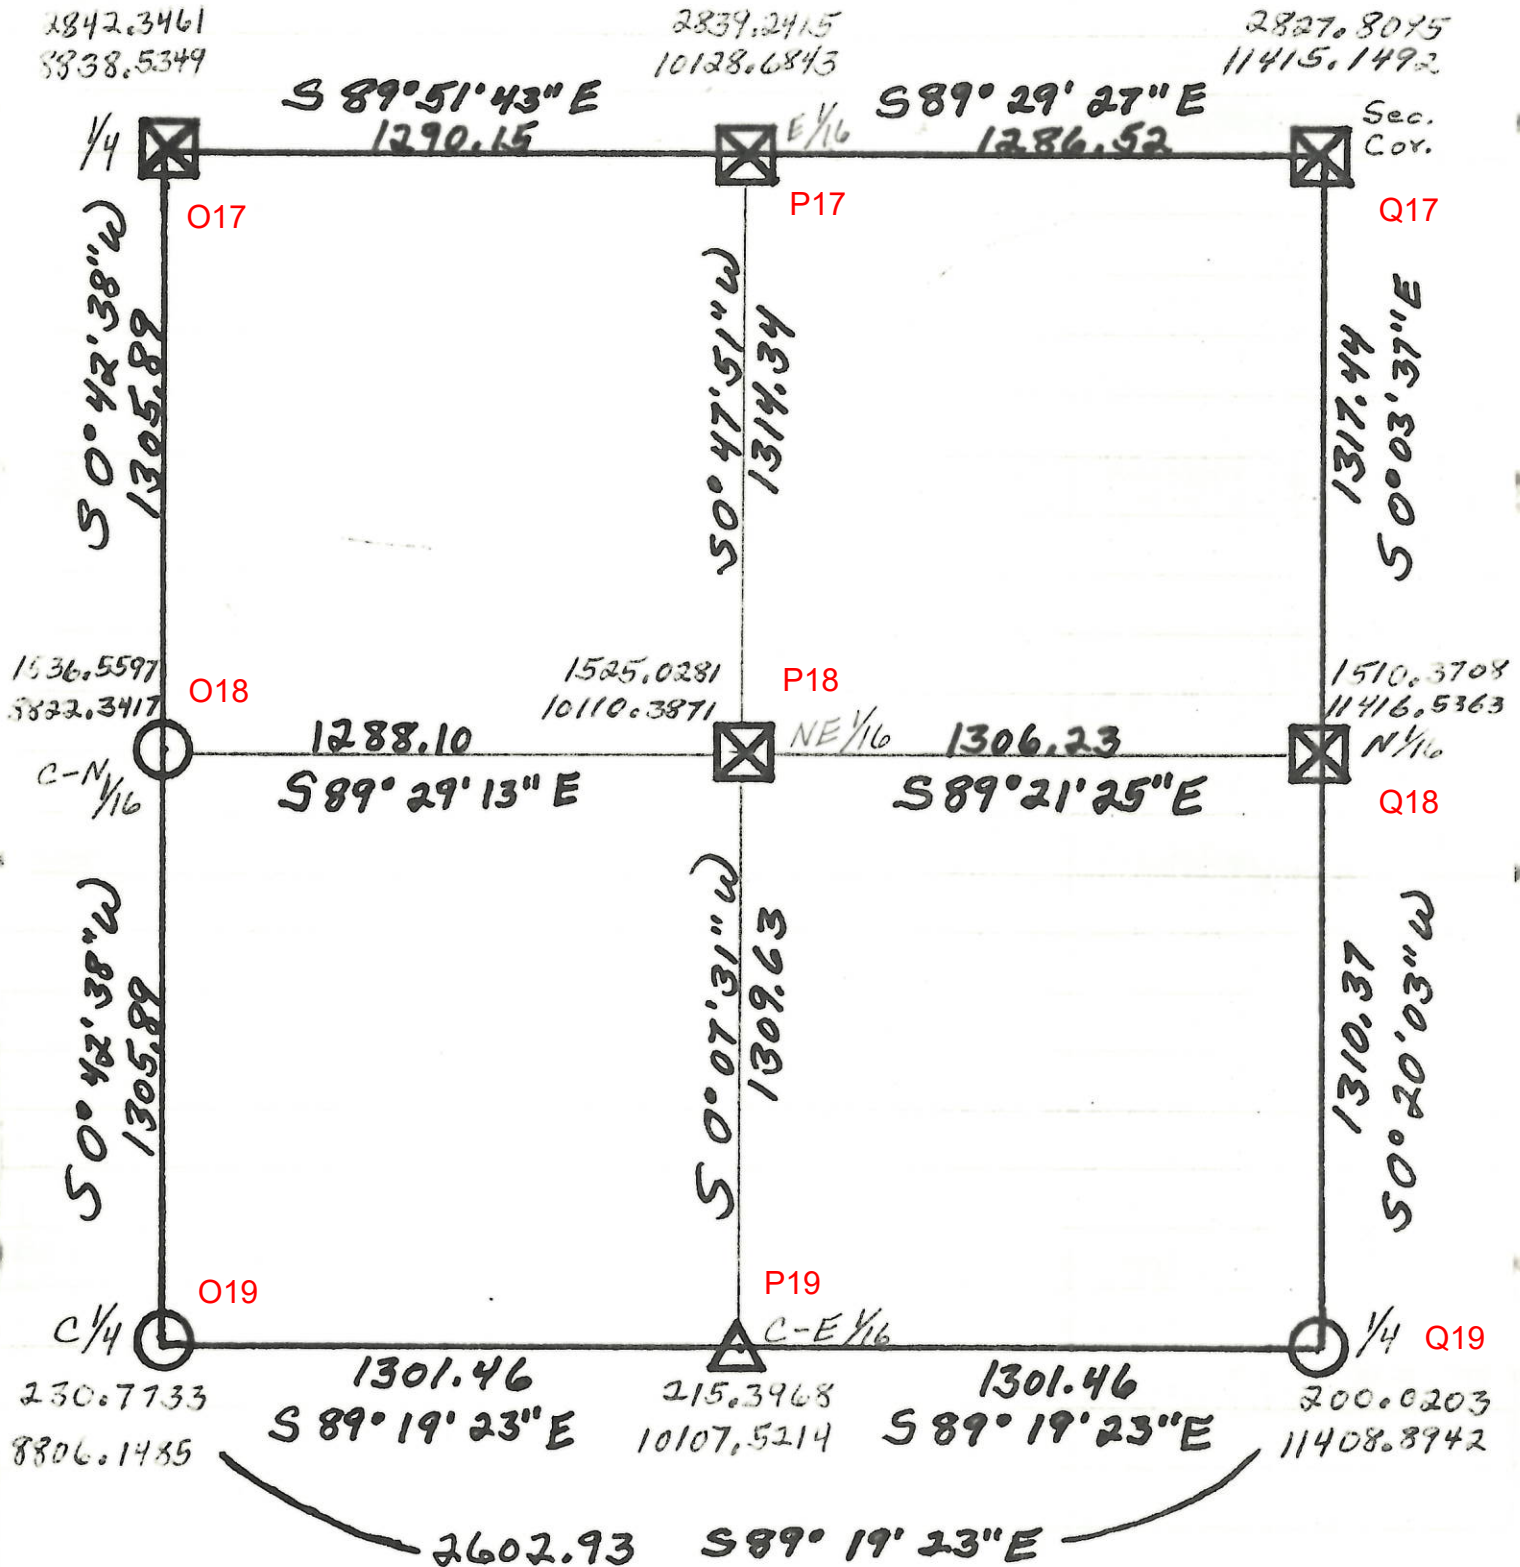 2842.3461
8838.5349
2839.2415
10128.6843
2827.8095
11415.1492
S 89° 51' 43" E
1290.15
S 89° 29' 27" E
1286.52
Sec.
Cor.
1/4
E 1/16
O17
P17
Q17
S 0° 42' 38" W
1305.89
S 0° 47' 51" W
1314.34
1317.44
S 0° 03' 37" E
1536.5597
8822.3417
O18
1525.0281
10110.3871
P18
1510.3708
11416.5363
C-N 1/16
1288.10
S 89° 29' 13" E
NE 1/16
1306.23
S 89° 21' 25" E
N 1/16
Q18
S 0° 42' 38" W
1305.89
S 0° 07' 31" W
1309.63
1310.37
S 0° 20' 03" W
O19
P19
Q19
C 1/4
C-E 1/16
1/4
230.7733
8806.1485
1301.46
S 89° 19' 23" E
215.3968
10107.5214
1301.46
S 89° 19' 23" E
200.0203
11408.8942
2602.93 S 89° 19' 23" E